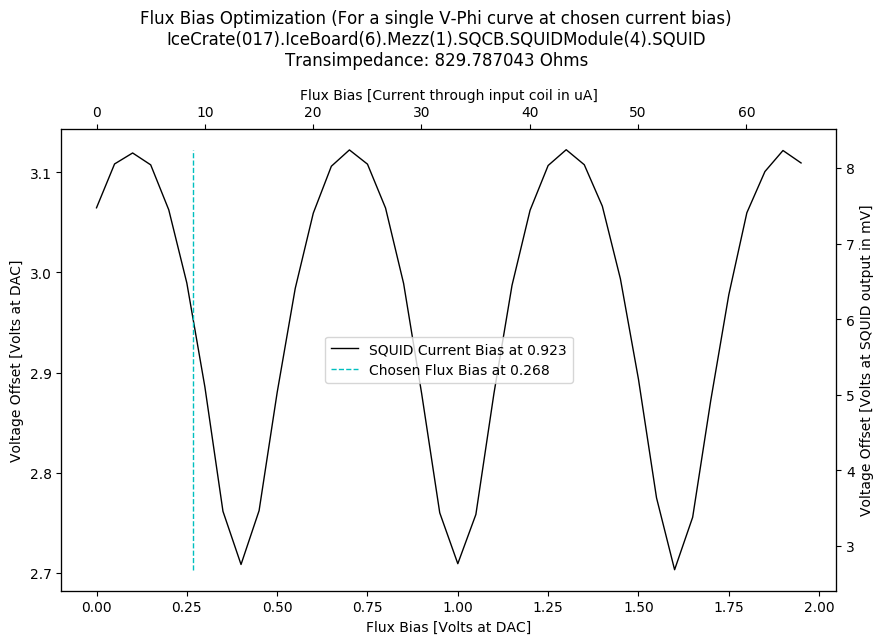 Flux Bias Optimization (For a single V-Phi curve at chosen current bias)
IceCrate(017).IceBoard(6).Mezz(1).SQCB.SQUIDModule(4).SQUID
Transimpedance: 829.787043 Ohms
Flux Bias [Current through input coil in uA]
0 10 20 30 40 50 60
Voltage Offset [Volts at DAC]
3.1
3.0
2.9
2.8
2.7
SQUID Current Bias at 0.923
Chosen Flux Bias at 0.268
8
7
6
5
4
3
Voltage Offset [Volts at SQUID output in mV]
0.00 0.25 0.50 0.75 1.00 1.25 1.50 1.75 2.00
Flux Bias [Volts at DAC]